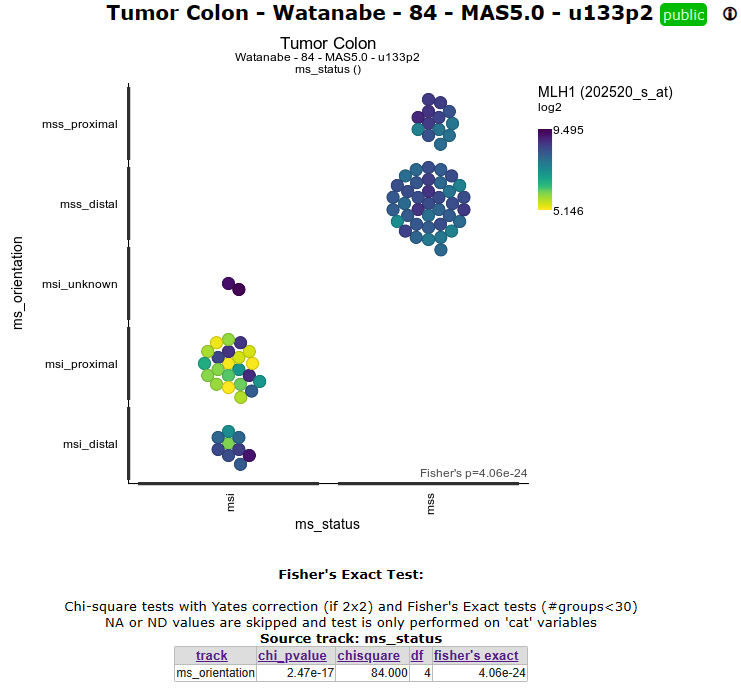 Tumor Colon - Watanabe - 84 - MAS5.0 - u133p2 public
Tumor Colon
Watanabe - 84 - MAS5.0 - u133p2
ms_status ()
MLH1 (202520_s_at)
log2
9.495
5.146
ms_orientation
mss_proximal
mss_distal
msi_unknown
msi_proximal
msi_distal
Fisher's p=4.06e-24
msi
mss
ms_status
Fisher's Exact Test:
Chi-square tests with Yates correction (if 2x2) and Fisher's Exact tests (#groups<30)
NA or ND values are skipped and test is only performed on 'cat' variables
Source track: ms_status
track chi_pvalue chisquare df fisher's exact
ms_orientation 2.47e-17 84.000 4 4.06e-24